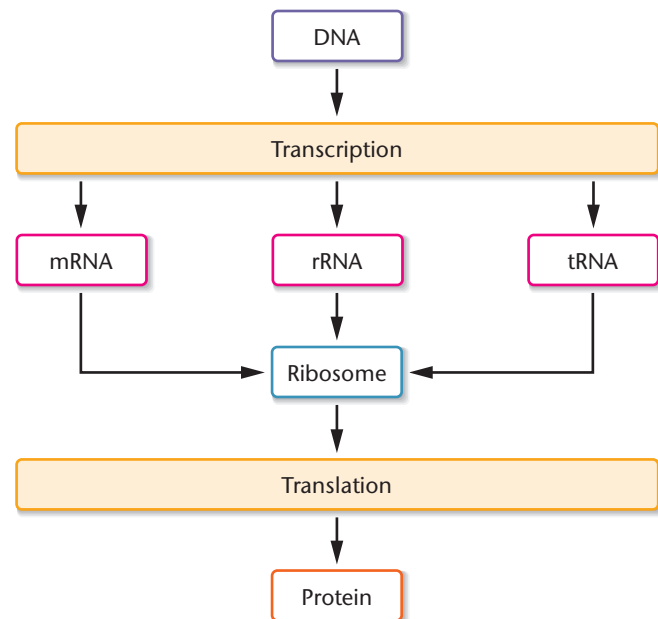 DNA
Transcription
mRNA
rRNA
tRNA
Ribosome
Translation
Protein